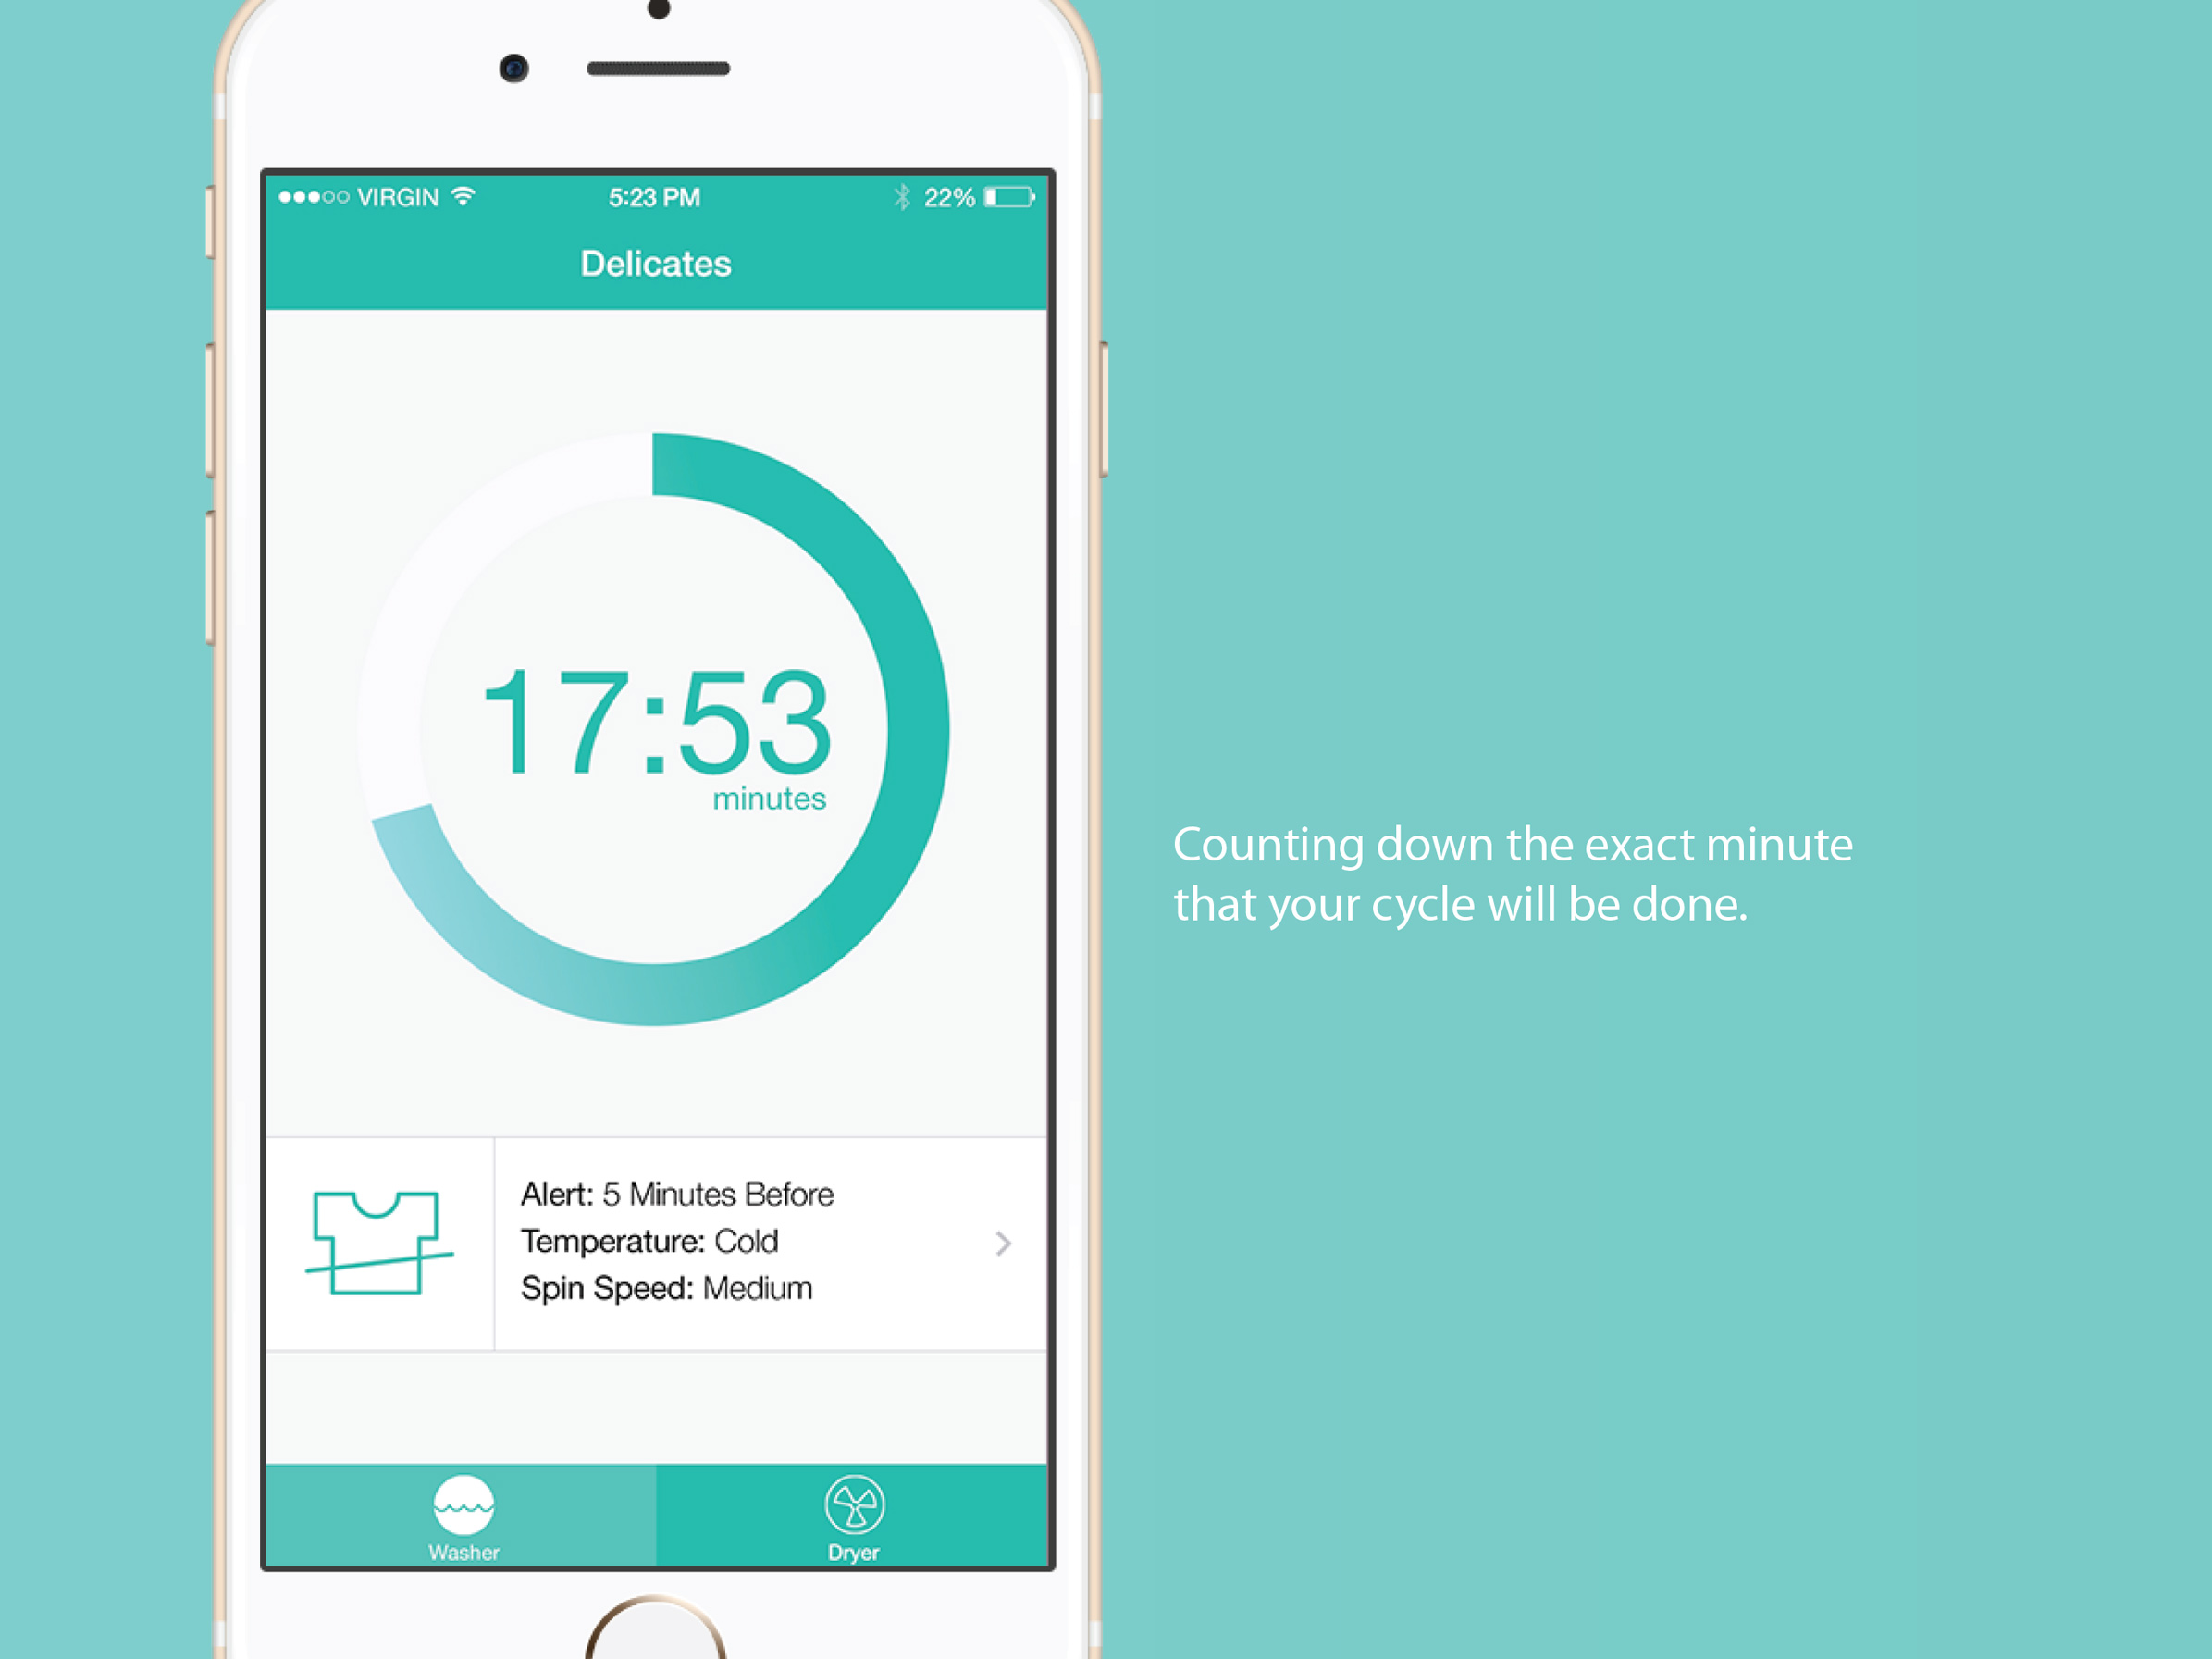 VIRGIN 5:23 PM 22%
Delicates
17:53
minutes
Alert: 5 Minutes Before
Temperature: Cold
Spin Speed: Medium
Washer Dryer
Counting down the exact minute
that your cycle will be done.